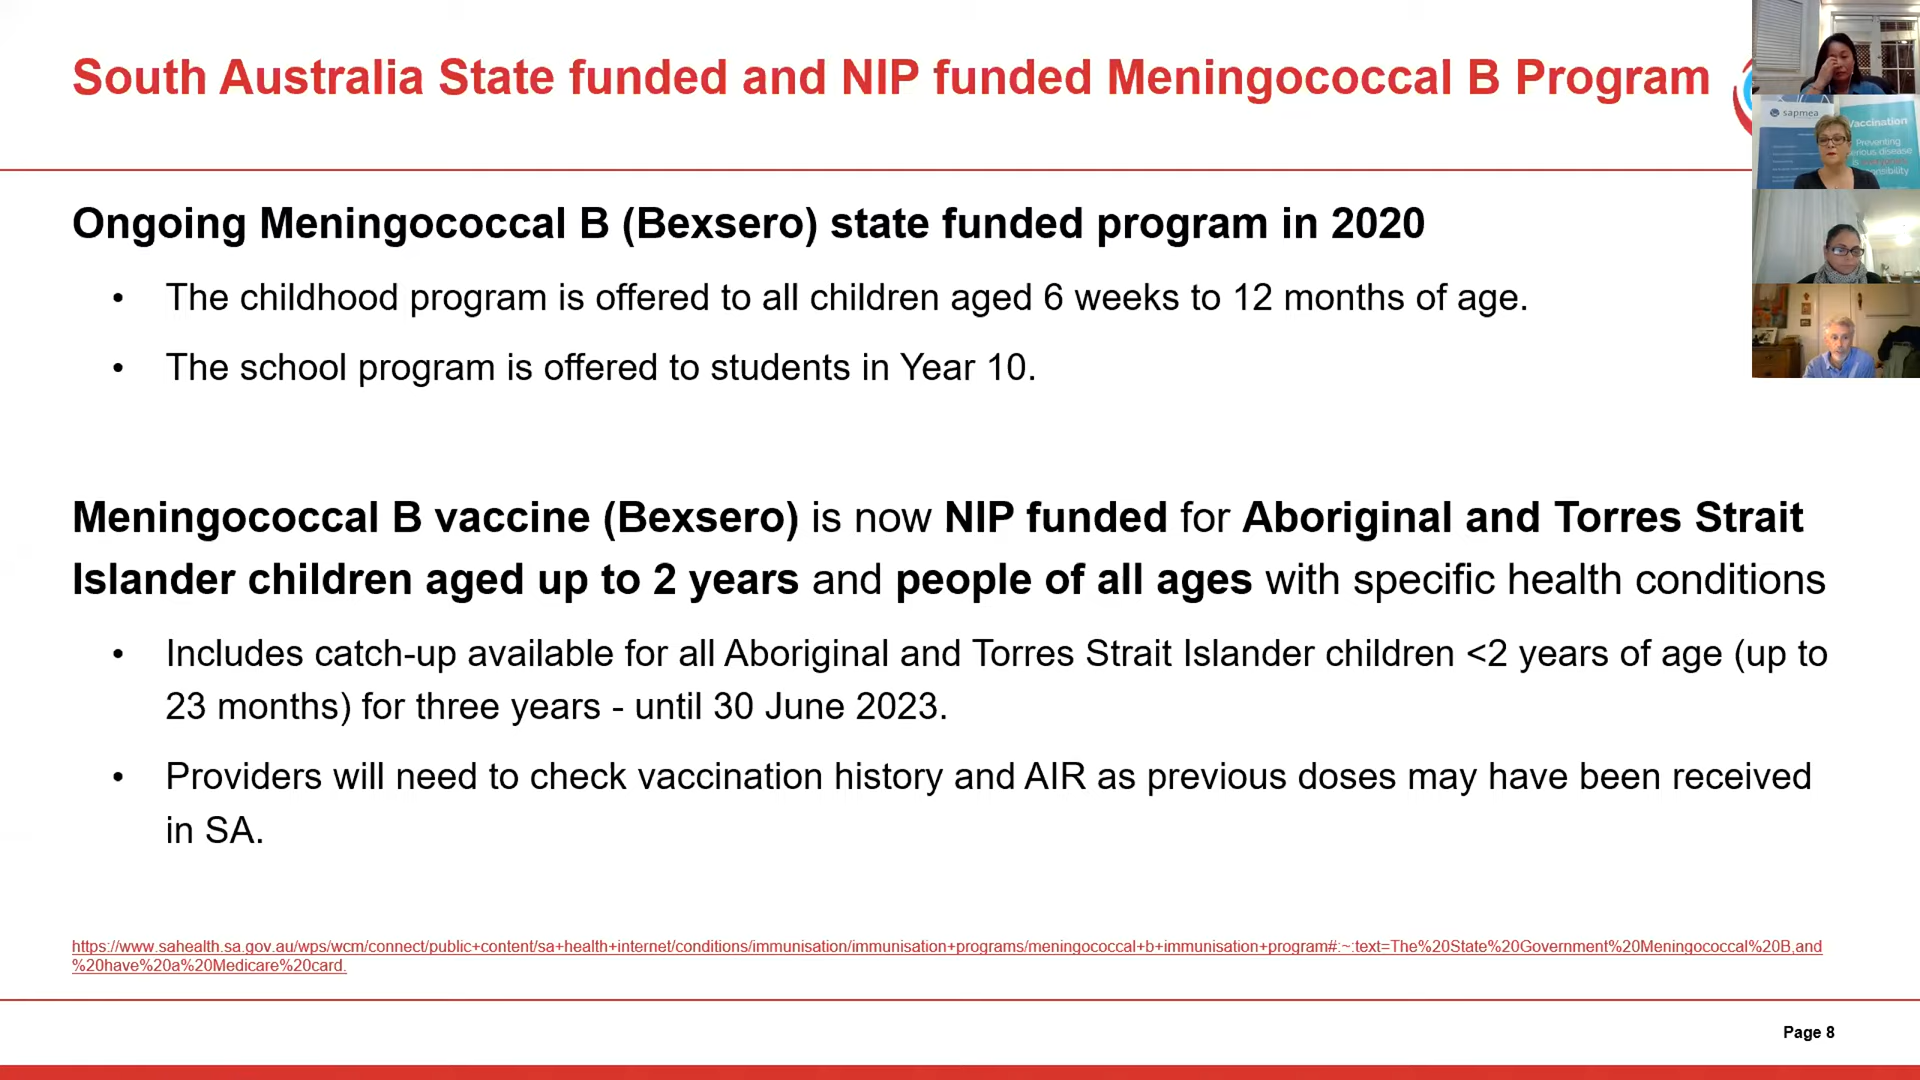 South Australia State funded and NIP funded Meningococcal B Program
Ongoing Meningococcal B (Bexsero) state funded program in 2020
• The childhood program is offered to all children aged 6 weeks to 12 months of age.
• The school program is offered to students in Year 10.
Meningococcal B vaccine (Bexsero) is now NIP funded for Aboriginal and Torres Strait
Islander children aged up to 2 years and people of all ages with specific health conditions
• Includes catch-up available for all Aboriginal and Torres Strait Islander children <2 years of age (up to
23 months) for three years - until 30 June 2023.
• Providers will need to check vaccination history and AIR as previous doses may have been received
in SA.
https://www.sahealth.sa.gov.au/wps/wcm/connect/public+content/sa+health+internet/conditions/immunisation/immunisation+programs/meningococcal+b+immunisation+program#:~:text=The%20State%20Government%20Meningococcal%20B,and
%20have%20a%20Medicare%20card.
Page 8
sapmea
Vaccination
Preventing
disease
is